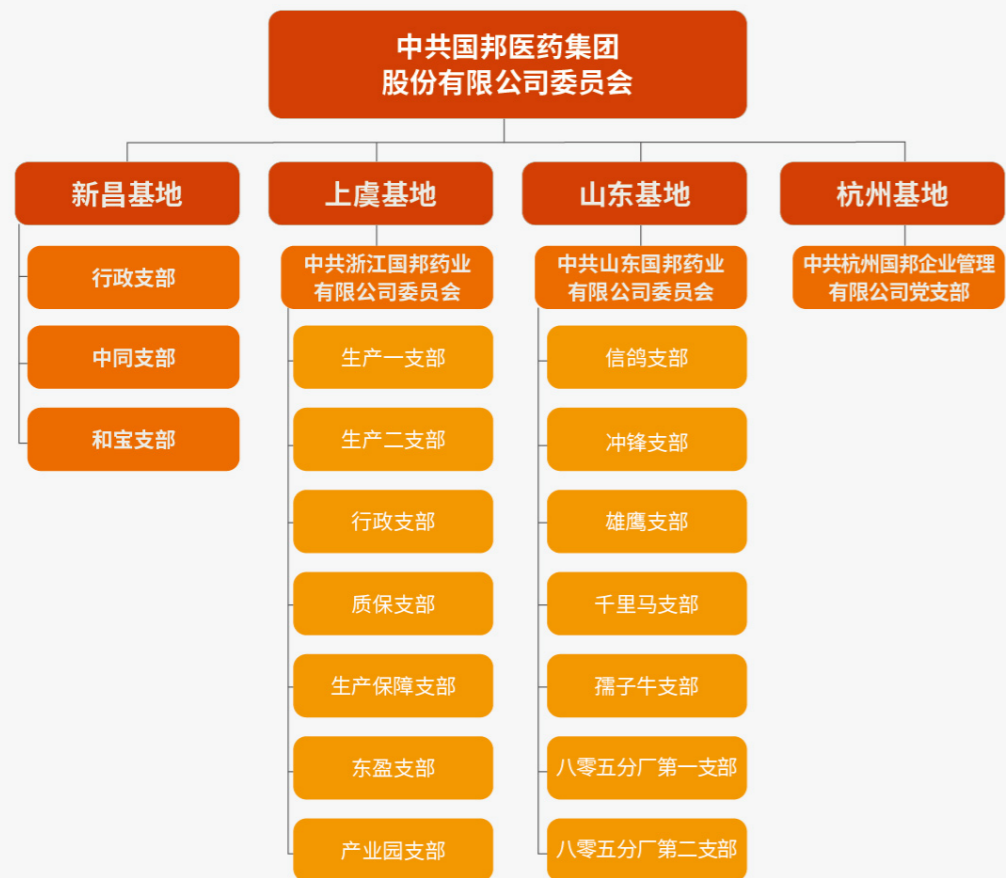 中共国邦医药集团
股份有限公司委员会
新昌基地
上虞基地
山东基地
杭州基地
行政支部
中同支部
和宝支部
中共浙江国邦药业
有限公司委员会
生产一支部
生产二支部
行政支部
质保支部
生产保障支部
东盈支部
产业园支部
中共山东国邦药业
有限公司委员会
信鸽支部
冲锋支部
雄鹰支部
千里马支部
孺子牛支部
八零五分厂第一支部
八零五分厂第二支部
中共杭州国邦企业管理
有限公司党支部